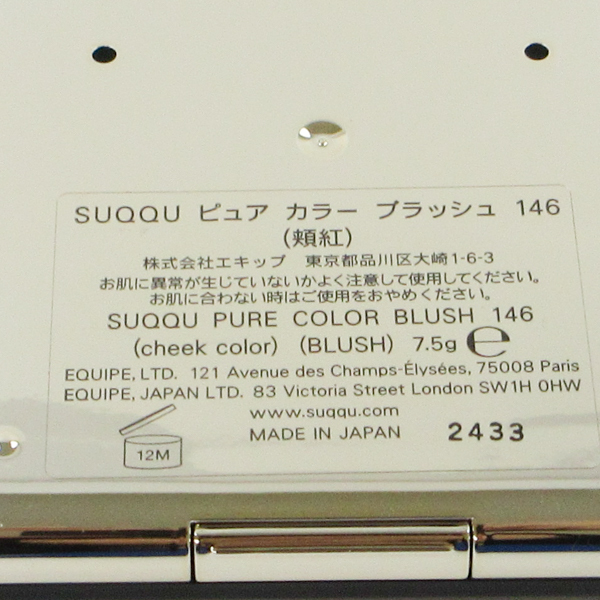 SUQQU ピュア カラー ブラッシュ 146
(頬紅)
株式会社エキップ 東京都品川区大崎1-6-3
お肌に異常が生じていないかよく注意して使用してください。
お肌に合わない時はご使用をおやめください。
SUQQU PURE COLOR BLUSH 146
(cheek color) (BLUSH) 7.5g ℮
EQUIPE, LTD. 121 Avenue des Champs-Élysées, 75008 Paris
EQUIPE, JAPAN LTD. 83 Victoria Street London SW1H 0HW
www.suqqu.com
MADE IN JAPAN 2433
12M